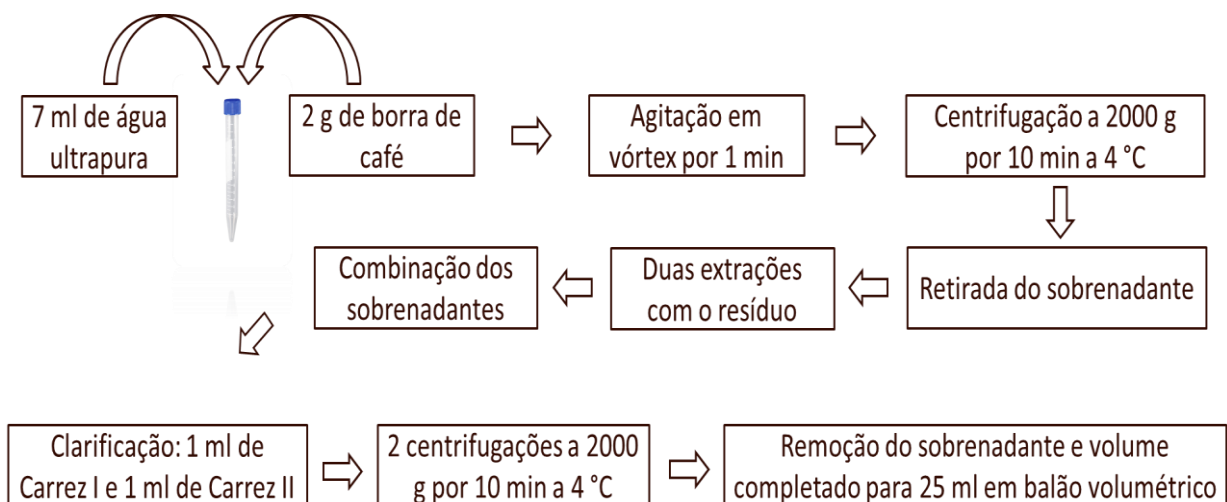 7 ml de água
ultrapura
2 g de borra de
café
Agitação em
vórtex por 1 min
Centrifugação a 2000 g
por 10 min a 4 °C
Retirada do sobrenadante
Duas extrações
com o resíduo
Combinação dos
sobrenadantes
Clarificação: 1 ml de
Carrez I e 1 ml de Carrez II
2 centrifugações a 2000
g por 10 min a 4 °C
Remoção do sobrenadante e volume
completado para 25 ml em balão volumétrico